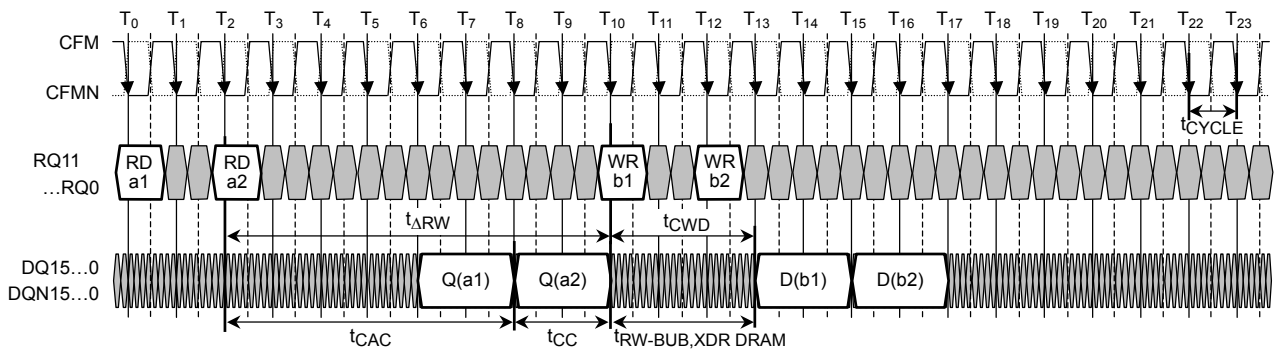 T0 T1 T2 T3 T4 T5 T6 T7 T8 T9 T10 T11 T12 T13 T14 T15 T16 T17 T18 T19 T20 T21 T22 T23
CFM
CFMN
tCYCLE
RQ11
…RQ0
RD a1
RD a2
WR b1
WR b2
tΔRW
tCWD
DQ15…0
DQN15…0
Q(a1)
Q(a2)
D(b1)
D(b2)
tCAC
tCC
tRW-BUB,XDR DRAM